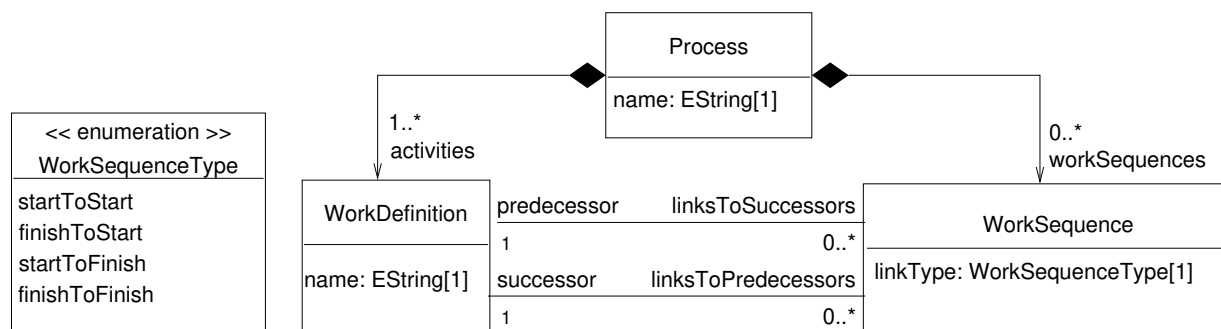 Process
name: EString[1]
1..*
activities
0..*
workSequences
<< enumeration >>
WorkSequenceType
startToStart
finishToStart
startToFinish
finishToFinish
WorkDefinition
name: EString[1]
predecessor linksToSuccessors
1 0..*
successor linksToPredecessors
1 0..*
WorkSequence
linkType: WorkSequenceType[1]